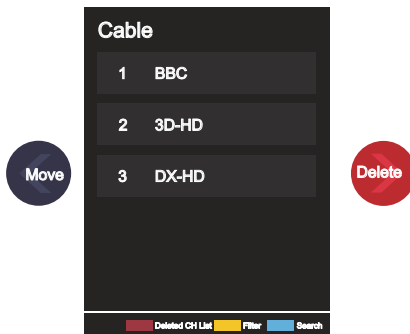 Cable
1 BBC
2 3D-HD
3 DX-HD
Move
Delete
Deleted CH List Filter Search